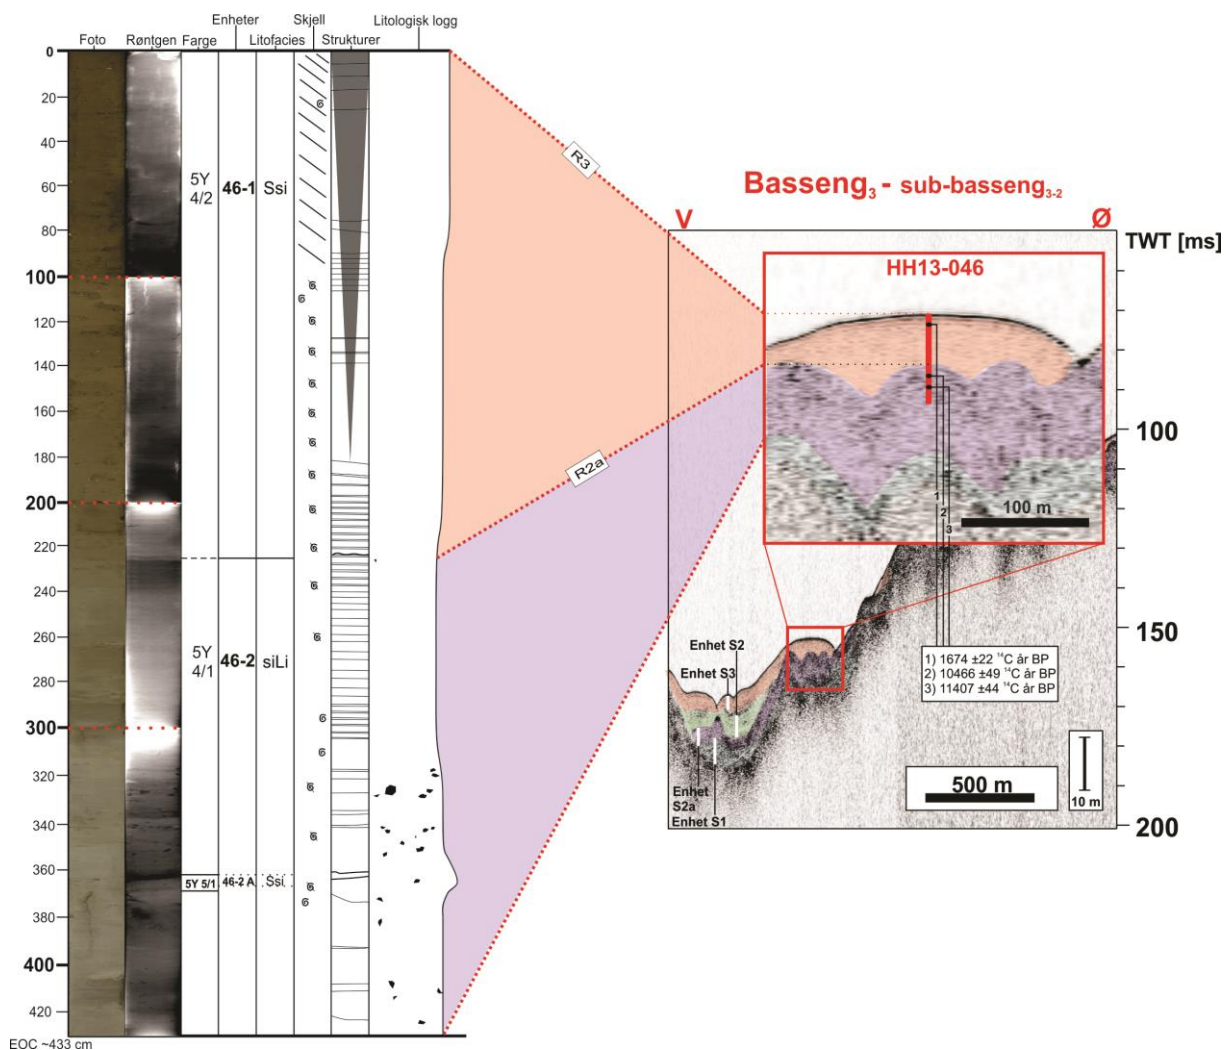 Enheter
Skjell
Litologisk logg
Foto
Røntgen
Farge
Litofacies
Strukturer
0
20
40
60
80
100
120
140
160
180
200
220
240
260
280
300
320
340
360
380
400
420
EOC ~433 cm
5Y
4/2
46-1
Ssi
5Y
4/1
46-2
siLi
5Y 5/1
46-2 A
Ssi
R3
R2a
Basseng3 - sub-basseng3-2
V
Ø
TWT [ms]
HH13-046
1
2
3
100 m
100
150
200
1) 1674 ±22 ¹⁴C år BP
2) 10466 ±49 ¹⁴C år BP
3) 11407 ±44 ¹⁴C år BP
Enhet S2
Enhet S3
Enhet
S2a
Enhet S1
500 m
10 m